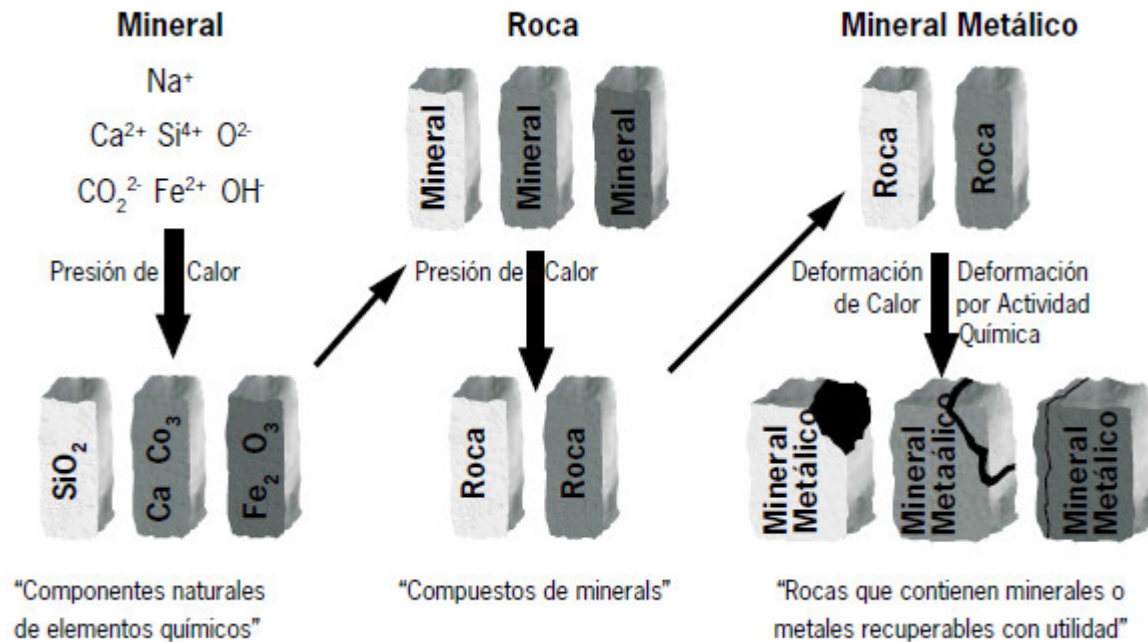 Mineral
Na⁺
Ca²⁺ Si⁴⁺ O²⁻
CO₂²⁻ Fe²⁺ OH⁻
Presión de Calor
SiO₂
Ca Co₃
Fe₂ O₃
“Componentes naturales
de elementos químicos”
Roca
Mineral
Mineral
Mineral
Presión de Calor
Roca
Roca
“Compuestos de minerals”
Mineral Metálico
Roca
Roca
Deformación
de Calor
Deformación
por Actividad
Química
Mineral
Metálico
Mineral
Metaálico
Mineral
Metálico
“Rocas que contienen minerales o
metales recuperables con utilidad”